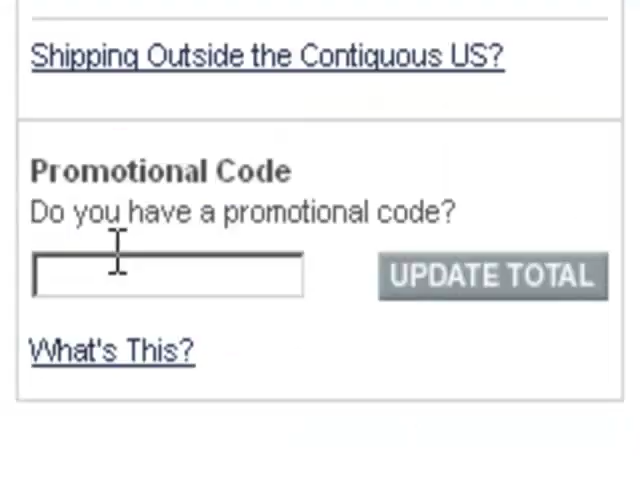 Shipping Outside the Contiguous US?
Promotional Code
Do you have a promotional code?
UPDATE TOTAL
What's This?